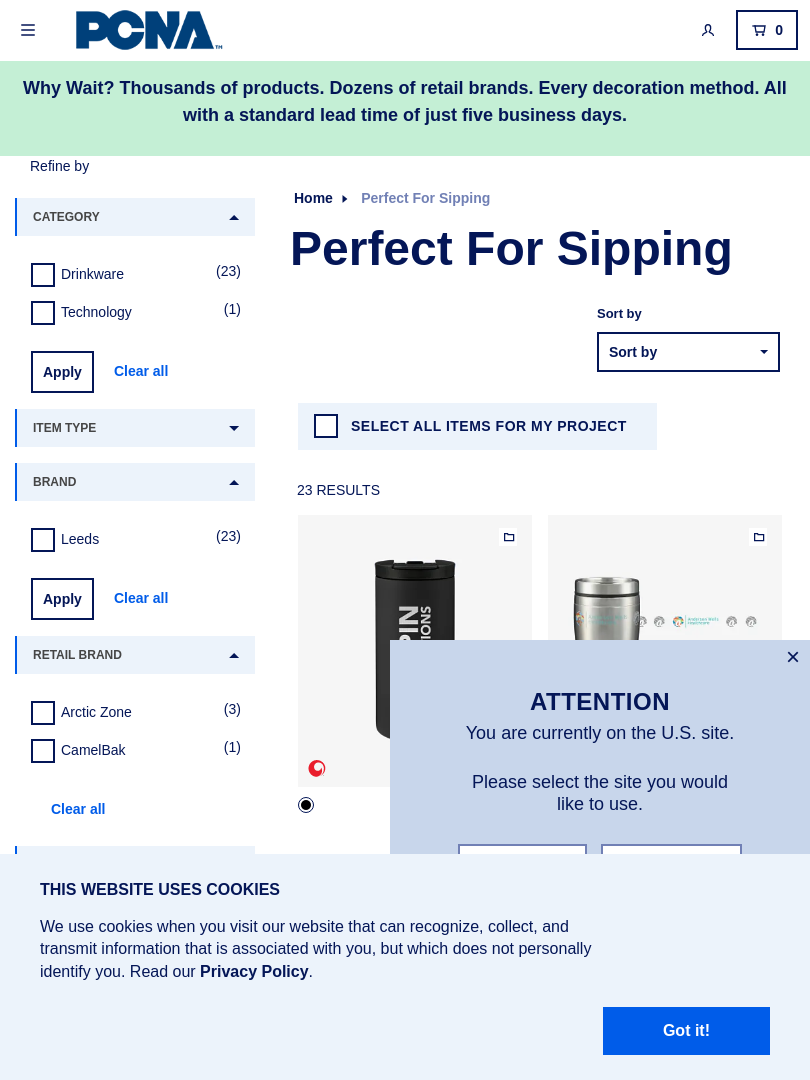 PCNA
TM
0
Why Wait? Thousands of products. Dozens of retail brands. Every decoration method. All
with a standard lead time of just five business days.
Refine by
CATEGORY
Drinkware (23)
Technology (1)
Apply Clear all
ITEM TYPE
BRAND
Leeds (23)
Apply Clear all
RETAIL BRAND
Arctic Zone (3)
CamelBak (1)
Clear all
Home Perfect For Sipping
Perfect For Sipping
Sort by
Sort by
SELECT ALL ITEMS FOR MY PROJECT
23 RESULTS
ATTENTION
You are currently on the U.S. site.
Please select the site you would
like to use.
THIS WEBSITE USES COOKIES
We use cookies when you visit our website that can recognize, collect, and
transmit information that is associated with you, but which does not personally
identify you. Read our Privacy Policy.
Got it!